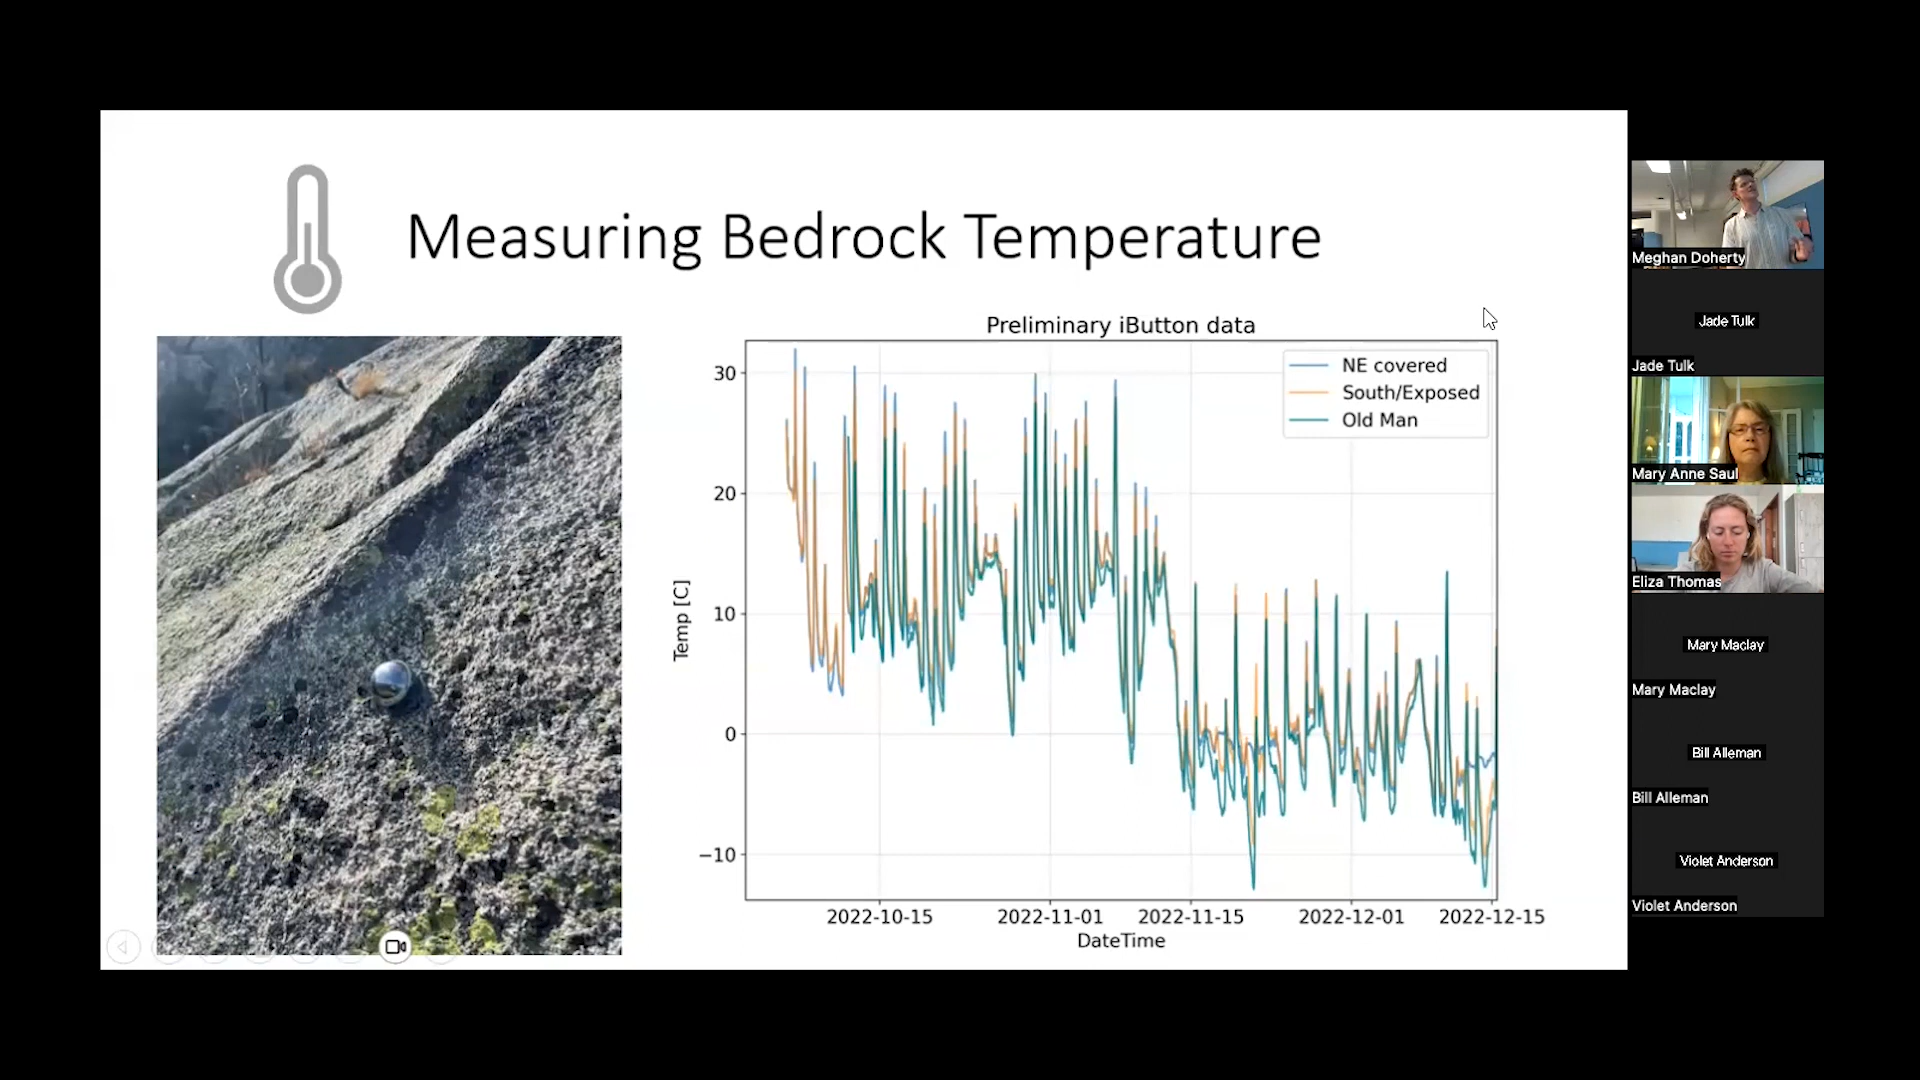 Measuring Bedrock Temperature
Preliminary iButton data
NE covered
South/Exposed
Old Man
30
20
10
0
−10
Temp [C]
2022-10-15
2022-11-01
2022-11-15
2022-12-01
2022-12-15
DateTime
Meghan Doherty
Jade Tulk
Jade Tulk
Mary Anne Saul
Eliza Thomas
Mary Maclay
Mary Maclay
Bill Alleman
Bill Alleman
Violet Anderson
Violet Anderson